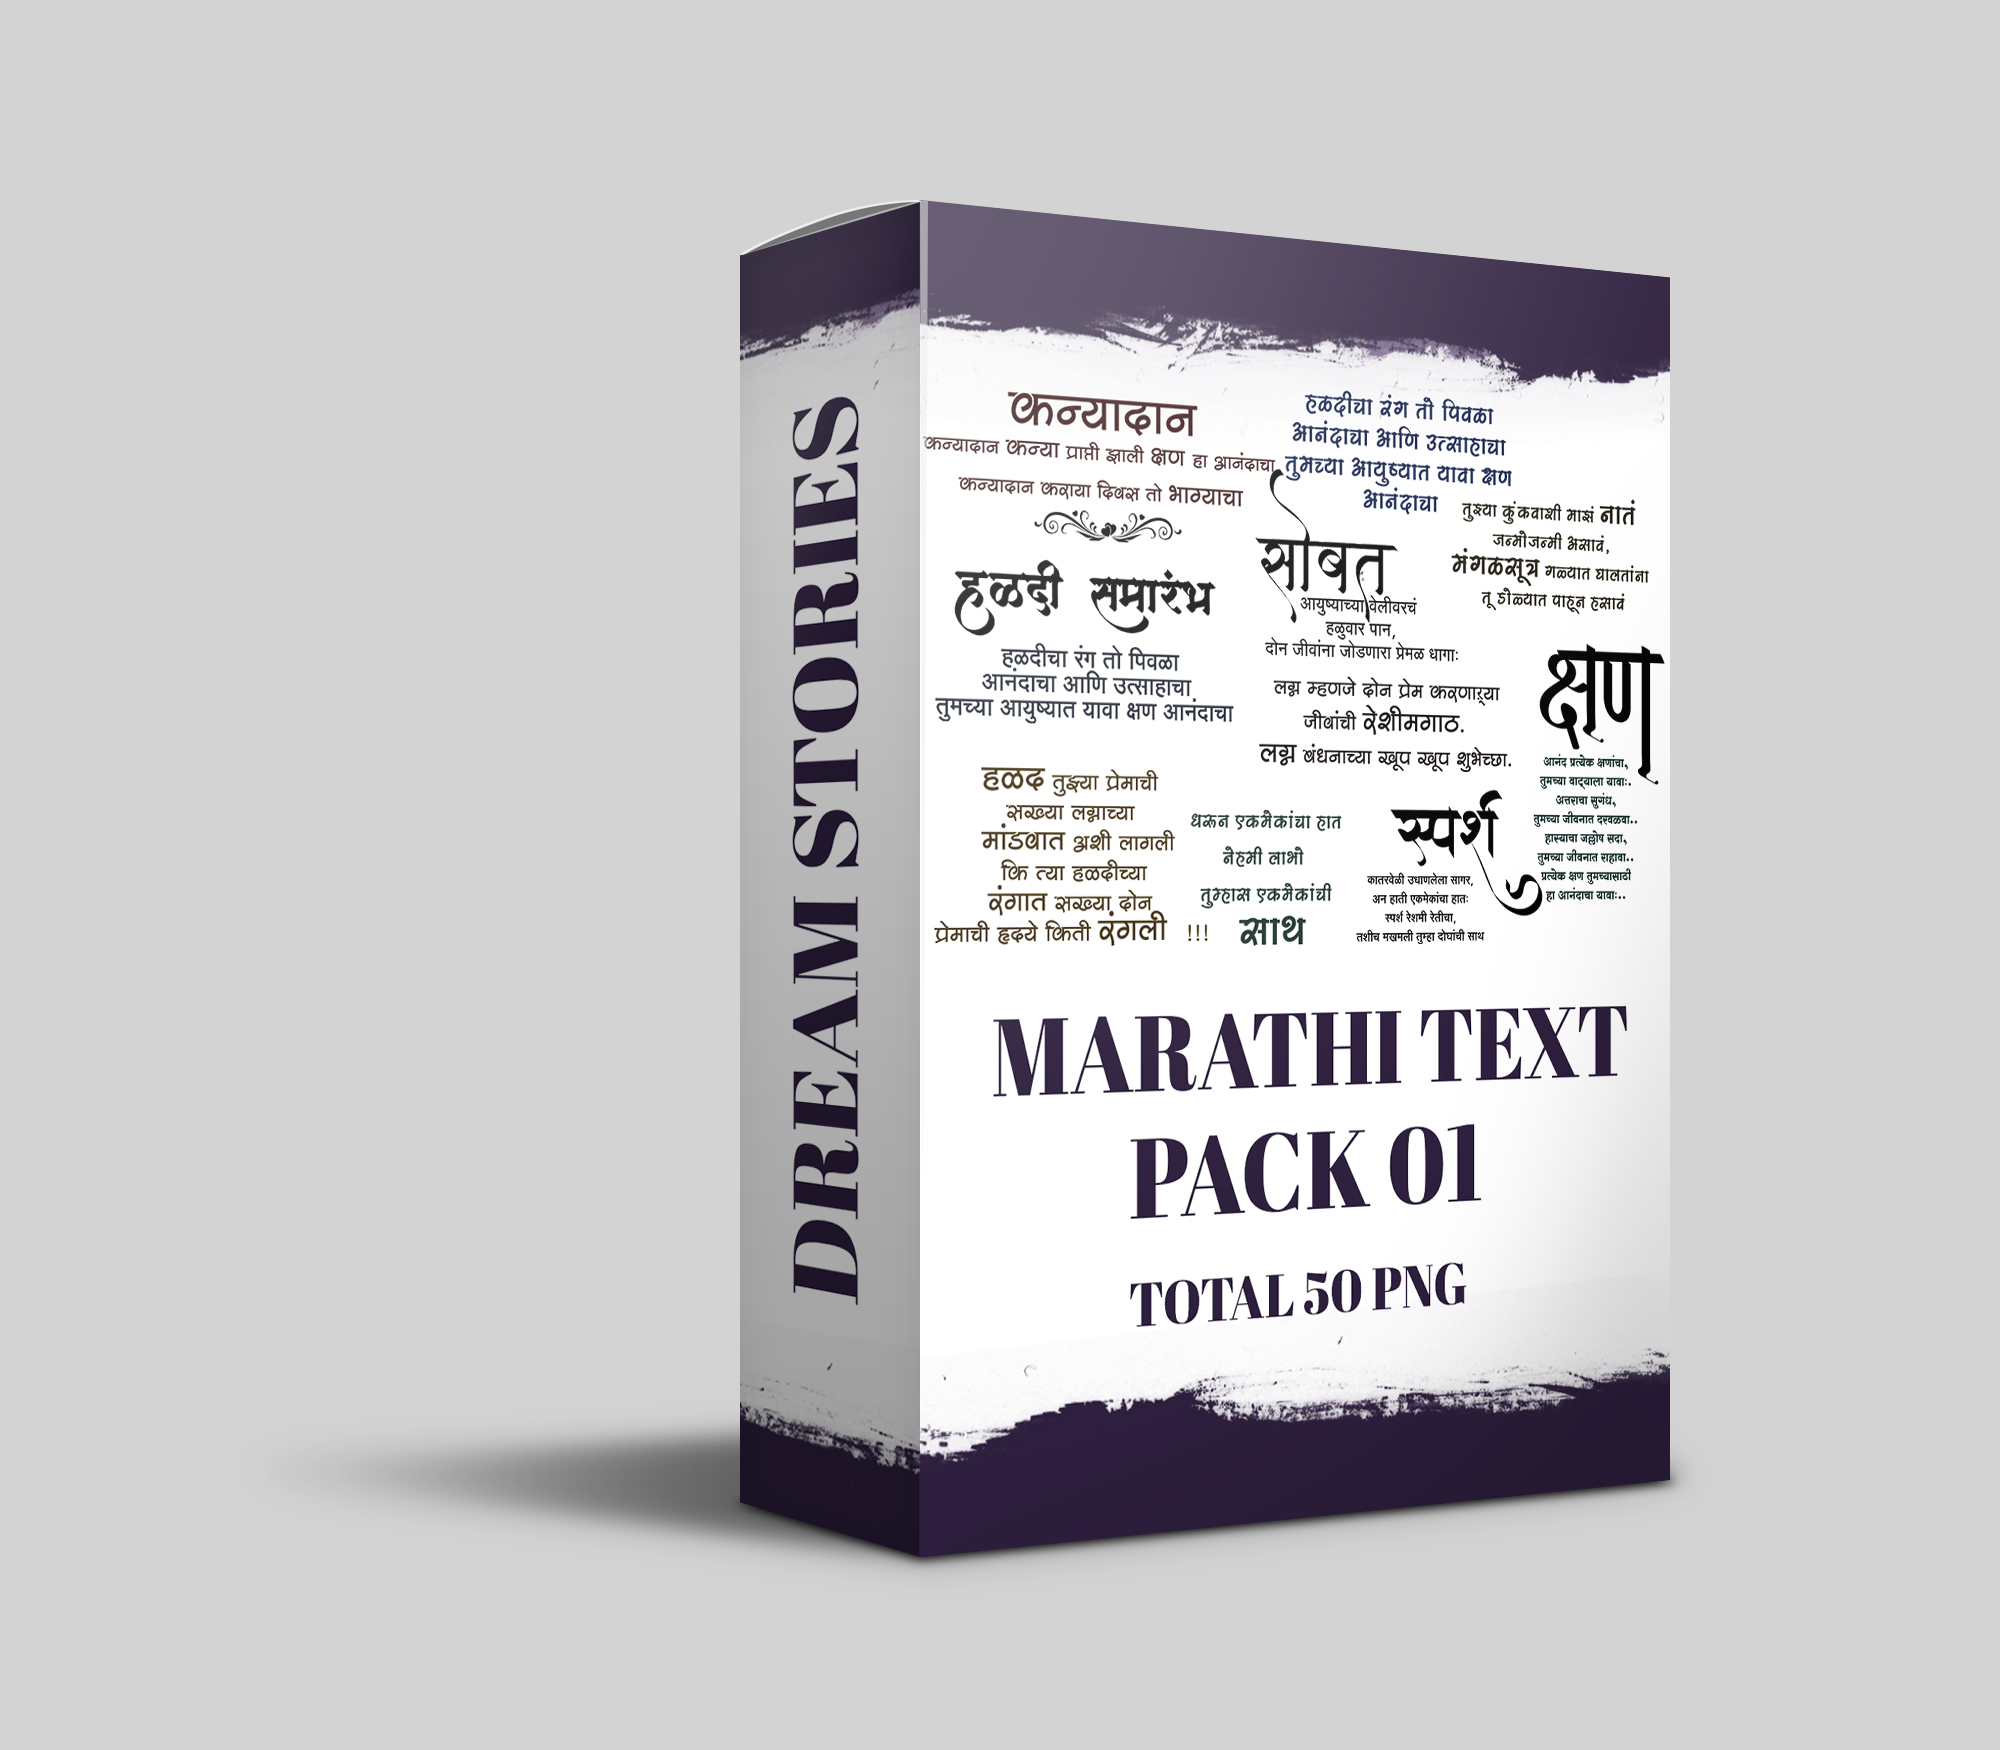 DREAM STORIES
कन्यादान
कन्यादान कन्या प्राप्ती झाली क्षण हा आनंदाचा
कन्यादान कराया दिवस तो भाग्याचा
हळदीचा रंग तो पिवळा
आनंदाचा आणि उत्साहाचा
तुमच्या आयुष्यात यावा क्षण
आनंदाचा
तुझ्या कुंकवाशी माझं नातं
जन्मोजन्मी असावं,
मंगळसूत्र गळ्यात घालतांना
तू डोळ्यात पाहून हसावं
हळदी समारंभ
हळदीचा रंग तो पिवळा
आनंदाचा आणि उत्साहाचा
तुमच्या आयुष्यात यावा क्षण आनंदाचा
सोबत
आयुष्याच्या वेलीवरचं
हळुवार पान,
दोन जीवांना जोडणारा प्रेमळ धागाः
लग्न म्हणजे दोन प्रेम करणाऱ्या
जीवांची रेशीमगाठ.
लग्न बंधनाच्या खूप खूप शुभेच्छा.
क्षण
आनंद प्रत्येक क्षणांचा,
तुमच्या वाट्याला यावाः.
अत्तराचा सुगंध,
तुमच्या जीवनात दरवळवा..
हास्याचा जल्लोष सदा,
तुमच्या जीवनात राहावा..
प्रत्येक क्षण तुमच्यासाठी
हा आनंदाचा यावाः..
हळद तुझ्या प्रेमाची
सख्या लग्नाच्या
मांडवात अशी लागली
कि त्या हळदीच्या
रंगात सख्या दोन
प्रेमाची हृदये किती रंगली !!!
धरून एकमेकांचा हात
नेहमी लाभो
तुम्हास एकमेकांची
साथ
स्पर्श
कातरवेळी उधाणलेला सागर,
अन हाती एकमेकांचा हातः
स्पर्श रेशमी रेतीचा,
तशीच मखमली तुम्हा दोघांची साथ
MARATHI TEXT
PACK 01
TOTAL 50 PNG